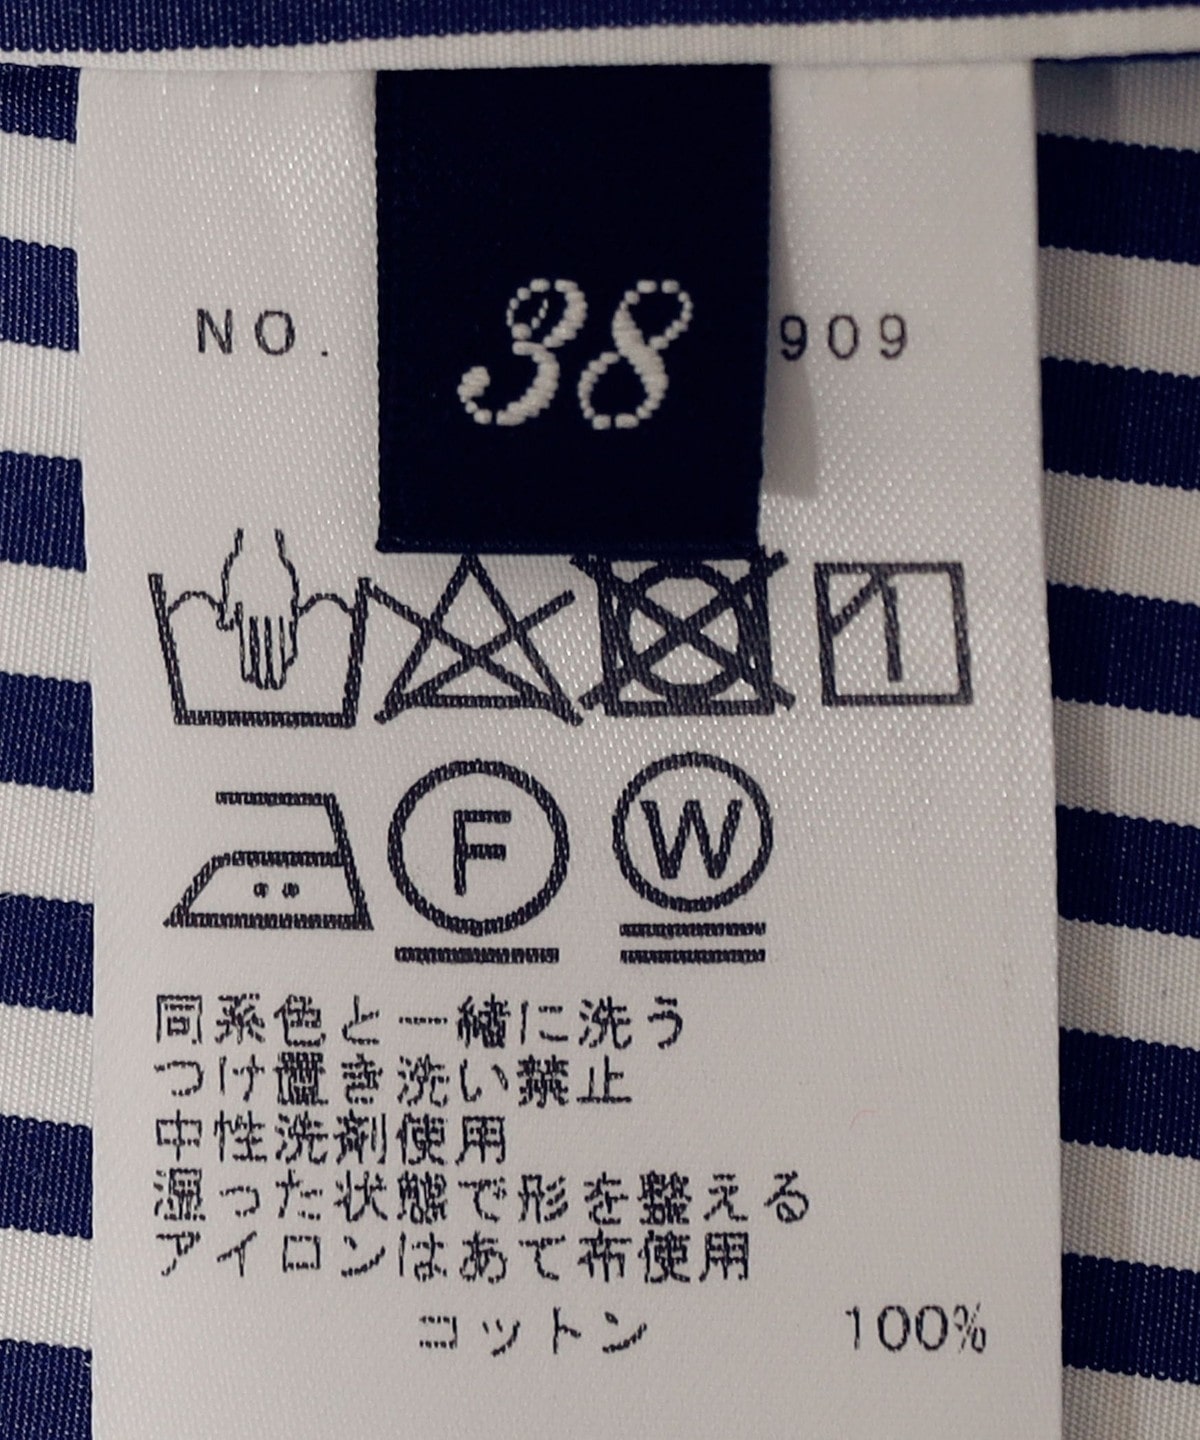 38
NO. 909
F
W
同系色と一緒に洗う
つけ置き洗い禁止
中性洗剤使用
湿った状態で形を整える
アイロンはあて布使用
コットン 100%